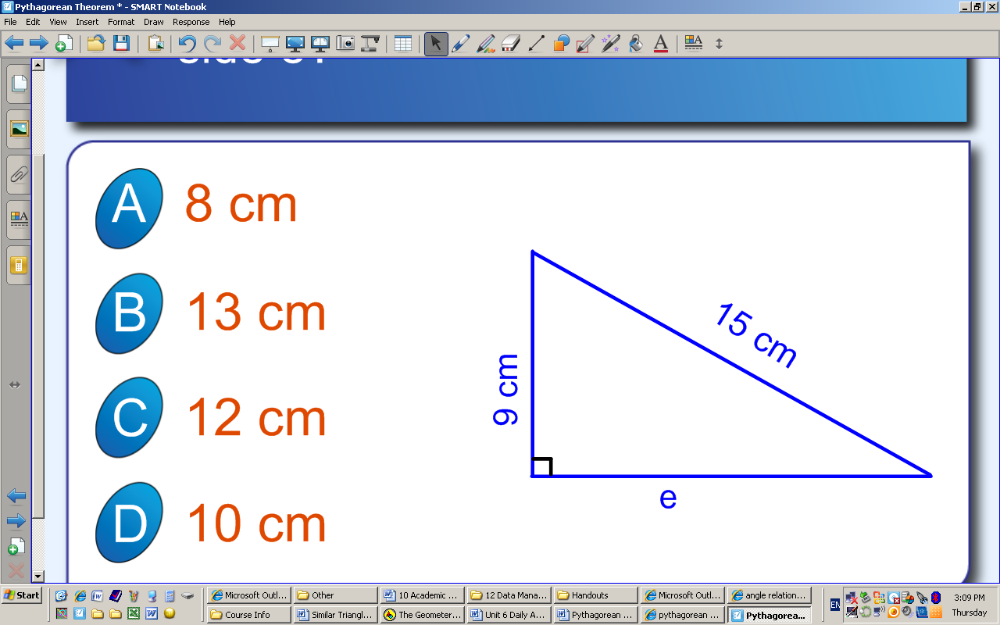 Pythagorean Theorem * - SMART Notebook
File Edit View Insert Format Draw Response Help
A 8 cm
B 13 cm
C 12 cm
D 10 cm
15 cm
9 cm
e
Start
Microsoft Outl...
Other
10 Academic ...
12 Data Mana...
Handouts
Microsoft Outl...
angle relation...
EN
3:09 PM
Course Info
Similar Triangl...
The Geometer...
Unit 6 Daily A...
Pythagorean ...
pythagorean ...
Pythagorea...
Thursday